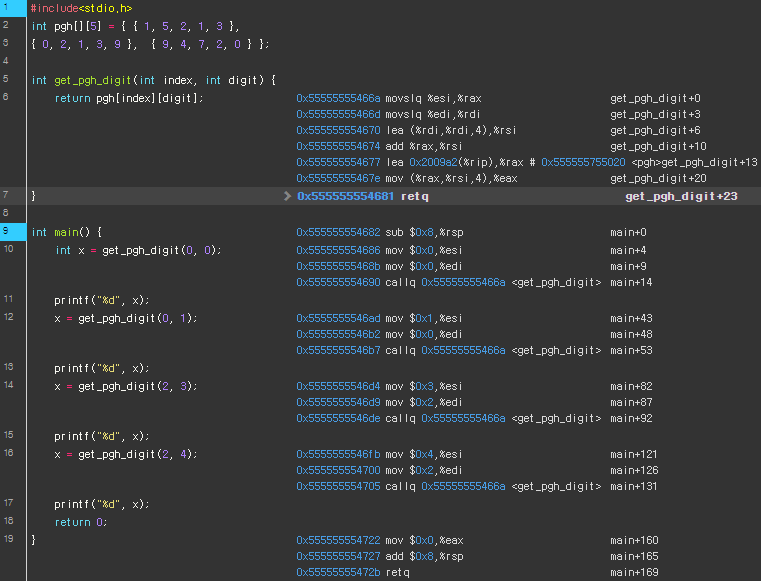 1 #include<stdio.h>
2 int pgh[][5] = { { 1, 5, 2, 1, 3 },
3 { 0, 2, 1, 3, 9 }, { 9, 4, 7, 2, 0 } };
4
5 int get_pgh_digit(int index, int digit) {
6 return pgh[index][digit]; 0x55555555466a movslq %esi,%rax get_pgh_digit+0
0x55555555466d movslq %edi,%rdi get_pgh_digit+3
0x555555554670 lea (%rdi,%rdi,4),%rsi get_pgh_digit+6
0x555555554674 add %rax,%rsi get_pgh_digit+10
0x555555554677 lea 0x2009a2(%rip),%rax # 0x555555755020 <pgh>get_pgh_digit+13
0x55555555467e mov (%rax,%rsi,4),%eax get_pgh_digit+20
7 } > 0x555555554681 retq get_pgh_digit+23
8
9 int main() { 0x555555554682 sub $0x8,%rsp main+0
10 int x = get_pgh_digit(0, 0); 0x555555554686 mov $0x0,%esi main+4
0x55555555468b mov $0x0,%edi main+9
0x555555554690 callq 0x55555555466a <get_pgh_digit> main+14
11 printf("%d", x);
12 x = get_pgh_digit(0, 1); 0x5555555546ad mov $0x1,%esi main+43
0x5555555546b2 mov $0x0,%edi main+48
0x5555555546b7 callq 0x55555555466a <get_pgh_digit> main+53
13 printf("%d", x);
14 x = get_pgh_digit(2, 3); 0x5555555546d4 mov $0x3,%esi main+82
0x5555555546d9 mov $0x2,%edi main+87
0x5555555546de callq 0x55555555466a <get_pgh_digit> main+92
15 printf("%d", x);
16 x = get_pgh_digit(2, 4); 0x5555555546fb mov $0x4,%esi main+121
0x555555554700 mov $0x2,%edi main+126
0x555555554705 callq 0x55555555466a <get_pgh_digit> main+131
17 printf("%d", x);
18 return 0;
19 } 0x555555554722 mov $0x0,%eax main+160
0x555555554727 add $0x8,%rsp main+165
0x55555555472b retq main+169